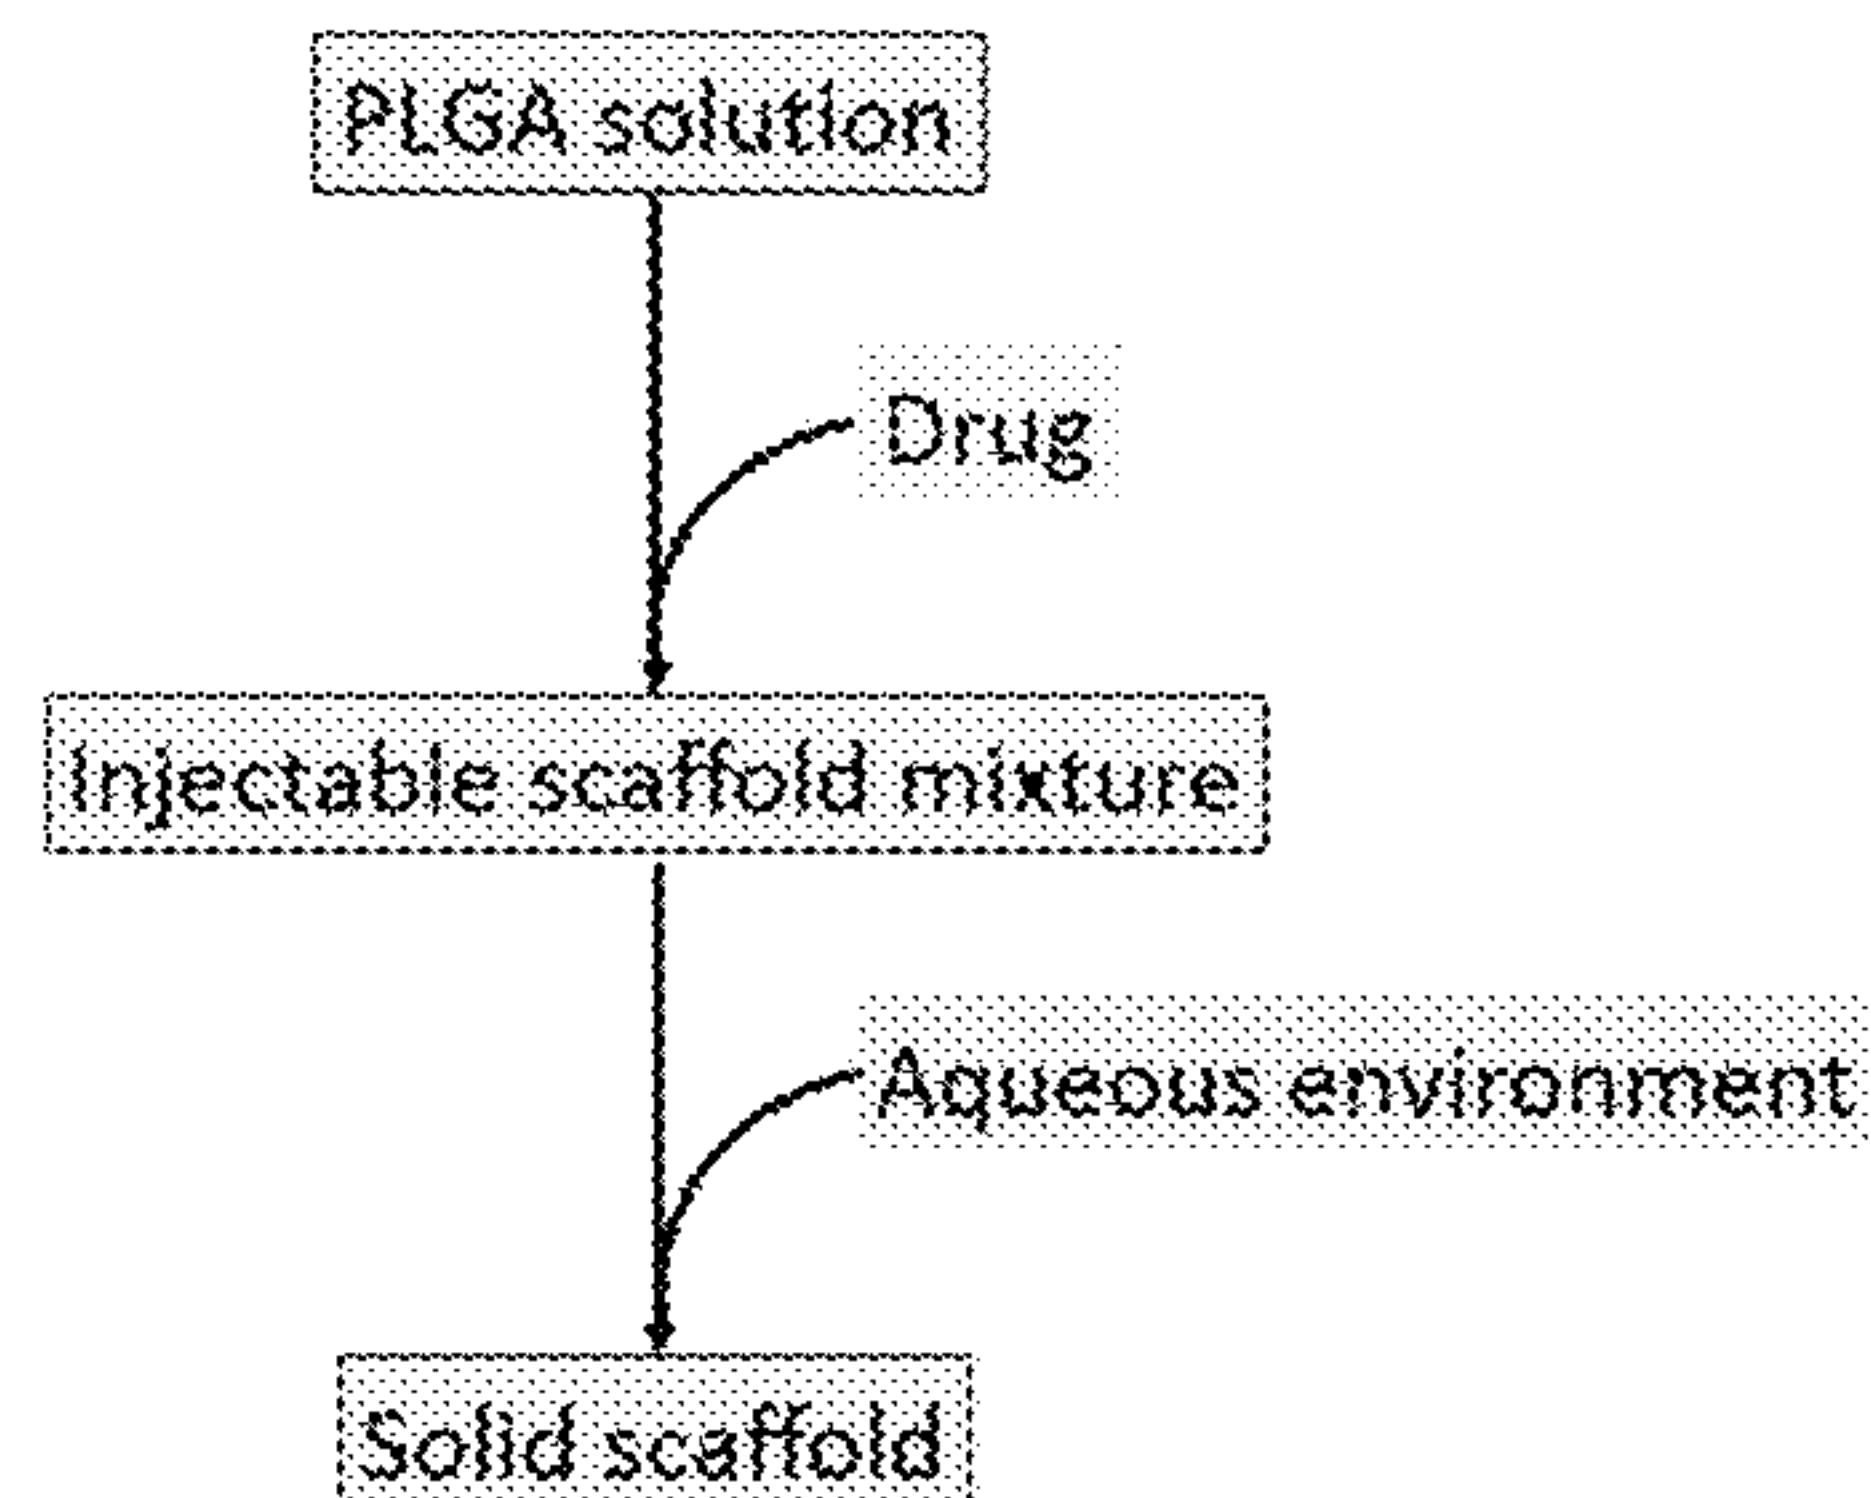 PLGA solution
Drug
Injectable scaffold mixture
Aqueous environment
Solid scaffold